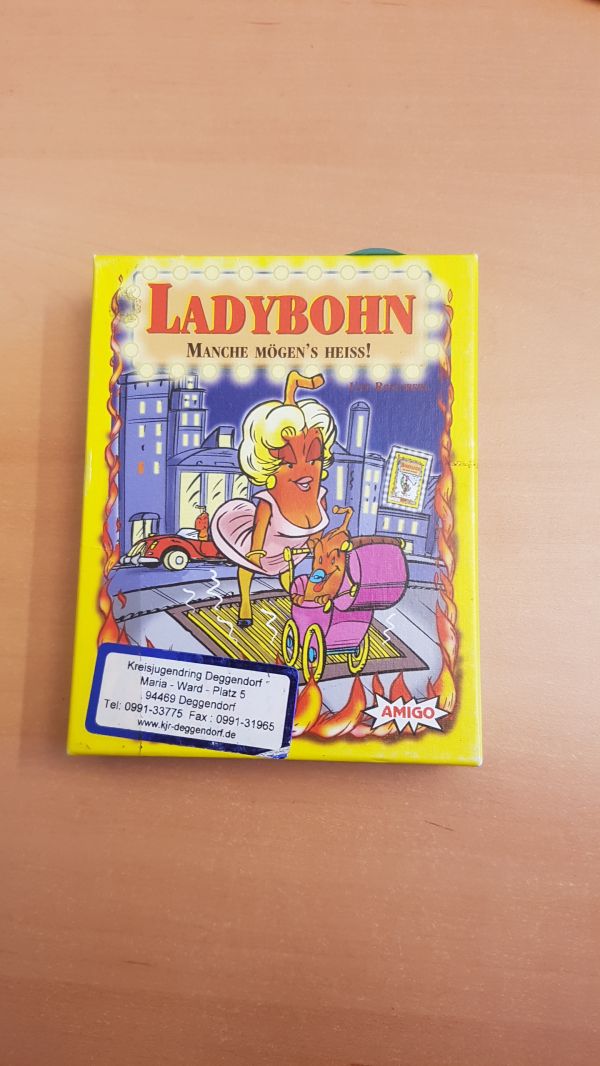 LADYBOHN
MANCHE MÖGEN'S HEISS!
Kreisjugendring Deggendorf -
Maria - Ward - Platz 5
94469 Deggendorf
Tel: 0991-33775 Fax : 0991-31965
www.kjr-deggendorf.de
AMIGO